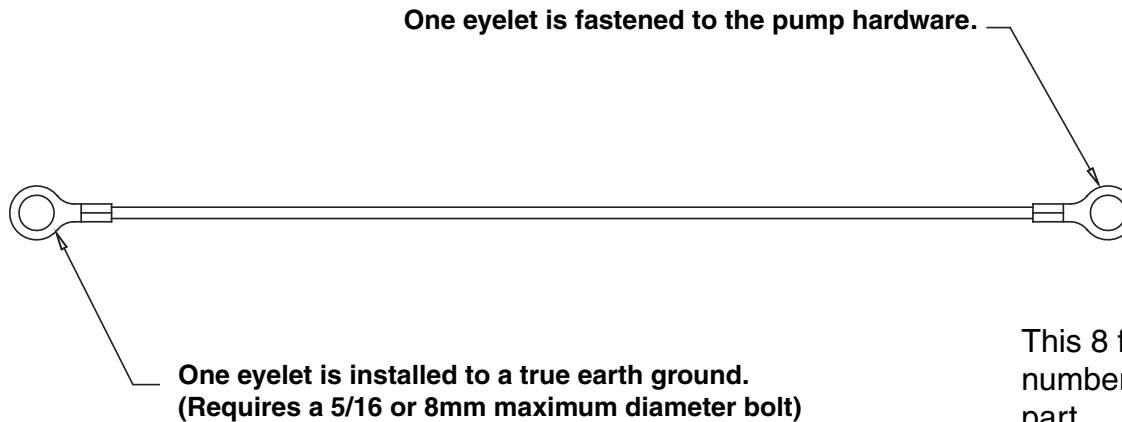 One eyelet is fastened to the pump hardware.
One eyelet is installed to a true earth ground.
(Requires a 5/16 or 8mm maximum diameter bolt)
This 8
number
part